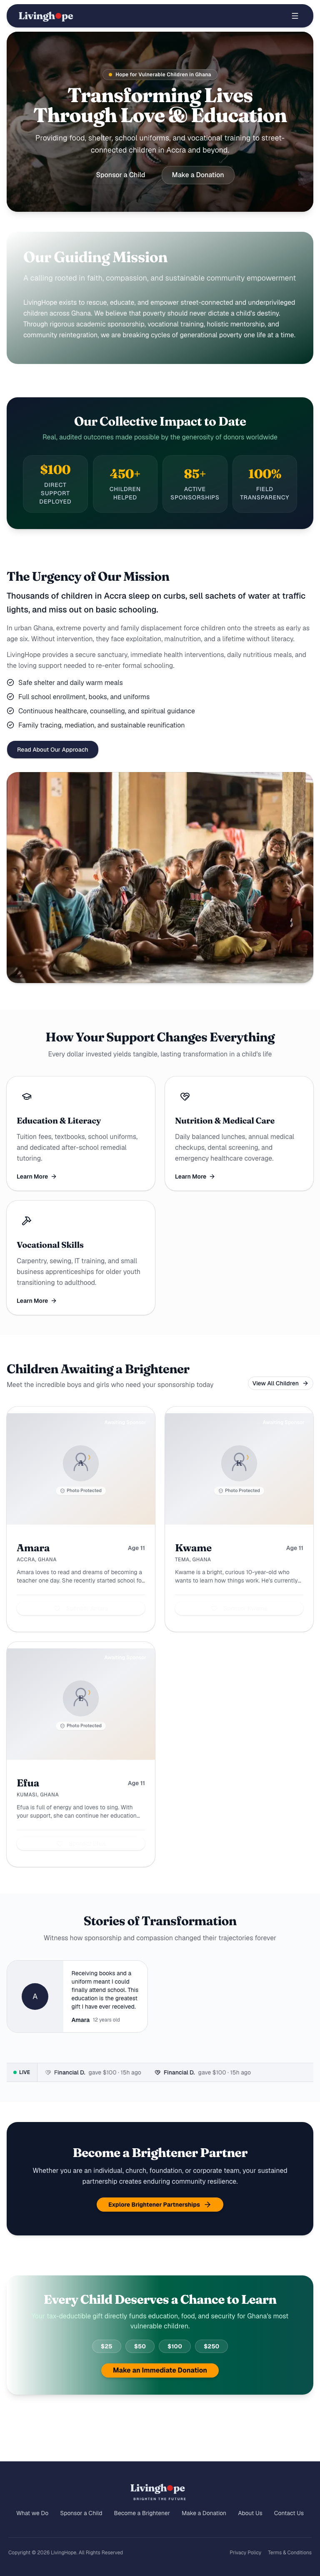 Livingh pe
Hope for Vulnerable Children in Ghana
Transforming Lives
Through Love & Education
Providing food, shelter, school uniforms, and vocational training to street-
connected children in Accra and beyond.
Sponsor a Child
Make a Donation
Our Guiding Mission
A calling rooted in faith, compassion, and sustainable community empowerment
LivingHope exists to rescue, educate, and empower street-connected and underprivileged
children across Ghana. We believe that poverty should never dictate a child's destiny.
Through rigorous academic sponsorship, vocational training, holistic mentorship, and
community reintegration, we are breaking cycles of generational poverty one life at a time.
Our Collective Impact to Date
Real, audited outcomes made possible by the generosity of donors worldwide
$100
DIRECT
SUPPORT
DEPLOYED
450+
CHILDREN
HELPED
85+
ACTIVE
SPONSORSHIPS
100%
FIELD
TRANSPARENCY
The Urgency of Our Mission
Thousands of children in Accra sleep on curbs, sell sachets of water at traffic
lights, and miss out on basic schooling.
In urban Ghana, extreme poverty and family displacement force children onto the streets as early as
age six. Without intervention, they face exploitation, malnutrition, and a lifetime without literacy.
LivingHope provides a secure sanctuary, immediate health interventions, daily nutritious meals, and
the loving support needed to re-enter formal schooling.
Safe shelter and daily warm meals
Full school enrollment, books, and uniforms
Continuous healthcare, counselling, and spiritual guidance
Family tracing, mediation, and sustainable reunification
Read About Our Approach
How Your Support Changes Everything
Every dollar invested yields tangible, lasting transformation in a child's life
Education & Literacy
Tuition fees, textbooks, school uniforms,
and dedicated after-school remedial
tutoring.
Learn More
Nutrition & Medical Care
Daily balanced lunches, annual medical
checkups, dental screening, and
emergency healthcare coverage.
Learn More
Vocational Skills
Carpentry, sewing, IT training, and small
business apprenticeships for older youth
transitioning to adulthood.
Learn More
Children Awaiting a Brightener
Meet the incredible boys and girls who need your sponsorship today
View All Children
A
Photo Protected
Amara
Age 11
ACCRA, GHANA
Amara loves to read and dreams of becoming a
teacher one day. She recently started school fo...
Photo Protected
Kwame
Age 11
TEMA, GHANA
Kwame is a bright, curious 10-year-old who
wants to learn how things work. He's currently...
Photo Protected
Efua
Age 11
KUMASI, GHANA
Efua is full of energy and loves to sing. With
your support, she can continue her education...
Stories of Transformation
Witness how sponsorship and compassion changed their trajectories forever
A
Receiving books and a
uniform meant I could
finally attend school. This
education is the greatest
gift I have ever received.
Amara 12 years old
LIVE
Financial D. gave $100 · 15h ago
Financial D. gave $100 · 15h ago
Become a Brightener Partner
Whether you are an individual, church, foundation, or corporate team, your sustained
partnership creates enduring community resilience.
Explore Brightener Partnerships
Every Child Deserves a Chance to Learn
tax-deductible gift directly funds education, food, and security for Ghana's most
vulnerable children.
$25
$50
$100
$250
Make an Immediate Donation
Livingh pe
BRIGHTEN THE FUTURE
What we Do
Sponsor a Child
Become a Brightener
Make a Donation
About Us
Contact Us
Copyright © 2026 LivingHope. All Rights Reserved
Privacy Policy
Terms & Conditions